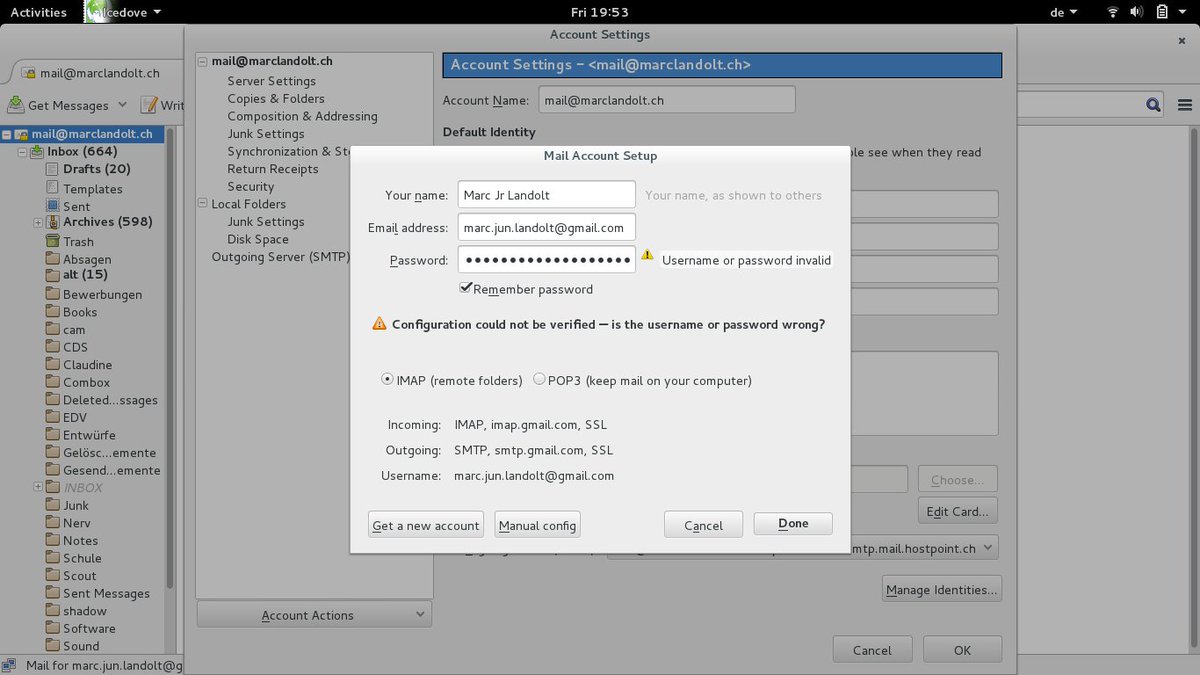 Activities
Fri 19:53
de
Account Settings
mail@marclandolt.ch
Get Messages
Writ
mail@marclandolt.ch
Inbox (664)
Drafts (20)
Templates
Sent
Archives (598)
Trash
Absagen
alt (15)
Bewerbungen
Books
cam
CDS
Claudine
Combox
Deleted...ssages
EDV
Entwürfe
Gelösc...emente
Gesend...emente
INBOX
Junk
Nerv
Notes
Schule
Scout
Sent Messages
shadow
Software
Sound
Mail for marc.jun.landolt@g
mail@marclandolt.ch
Server Settings
Copies & Folders
Composition & Addressing
Junk Settings
Synchronization & Sto
Return Receipts
Security
Local Folders
Junk Settings
Disk Space
Outgoing Server (SMTP)
Account Actions
Account Settings - <mail@marclandolt.ch>
Account Name: mail@marclandolt.ch
Default Identity
ple see when they read
Choose...
Edit Card...
smtp.mail.hostpoint.ch
Manage Identities...
Cancel
OK
Mail Account Setup
Your name: Marc Jr Landolt Your name, as shown to others
Email address: marc.jun.landolt@gmail.com
Password: Username or password invalid
Remember password
Configuration could not be verified — is the username or password wrong?
IMAP (remote folders) POP3 (keep mail on your computer)
Incoming: IMAP, imap.gmail.com, SSL
Outgoing: SMTP, smtp.gmail.com, SSL
Username: marc.jun.landolt@gmail.com
Get a new account Manual config Cancel Done